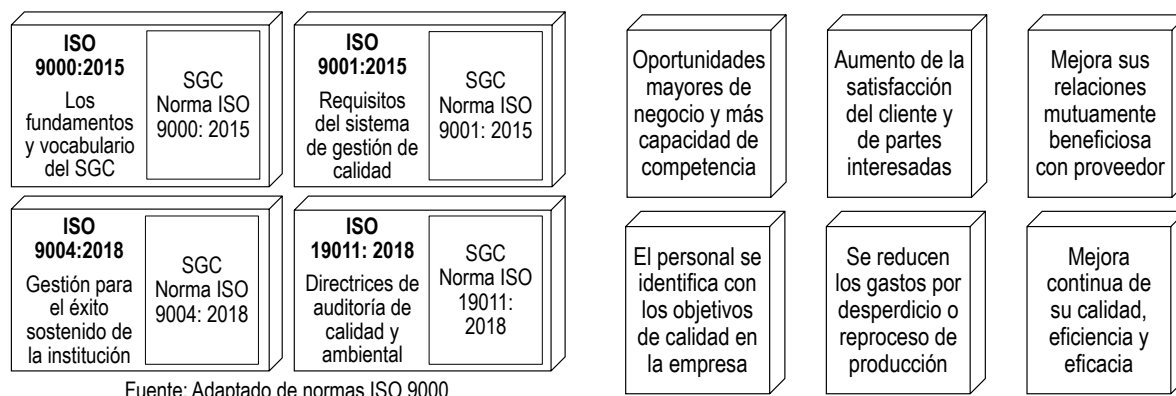 ISO
9000:2015
Los
fundamentos
y vocabulario
del SGC
SGC
Norma ISO
9000: 2015
ISO
9001:2015
Requisitos
del sistema
de gestión de
calidad
SGC
Norma ISO
9001: 2015
ISO
9004:2018
Gestión para
el éxito
sostenido de
la institución
SGC
Norma ISO
9004: 2018
ISO
19011: 2018
Directrices de
auditoría de
calidad y
ambiental
SGC
Norma ISO
19011:
2018
Fuente: Adaptado de normas ISO 9000
Oportunidades
mayores de
negocio y más
capacidad de
competencia
Aumento de la
satisfacción
del cliente y
de partes
interesadas
Mejora sus
relaciones
mutuamente
beneficiosa
con proveedor
El personal se
identifica con
los objetivos
de calidad en
la empresa
Se reducen
los gastos por
desperdicio o
reproceso de
producción
Mejora
continua de
su calidad,
eficiencia y
eficacia